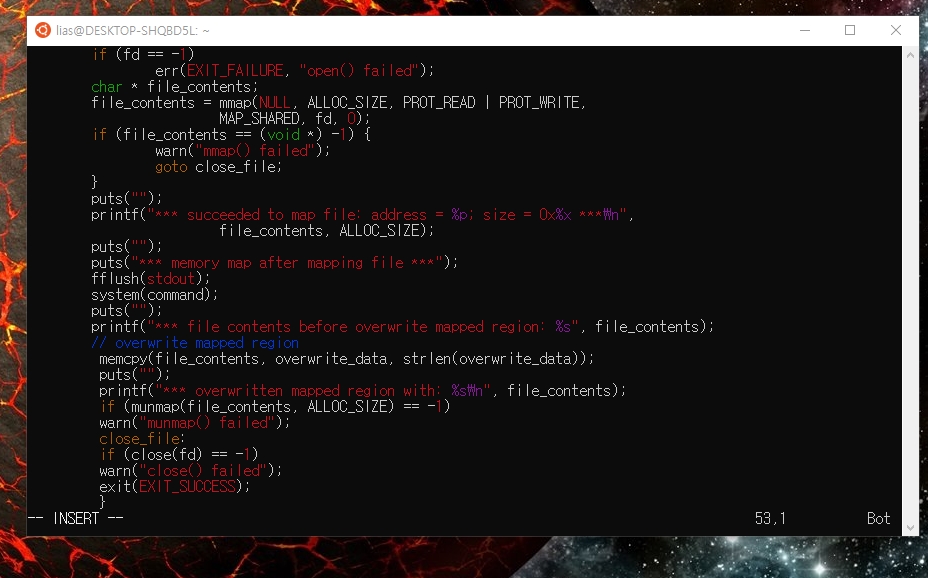 lias@DESKTOP-SHQBD5L: ~
if (fd == -1)
err(EXIT_FAILURE, "open() failed");
char * file_contents;
file_contents = mmap(NULL, ALLOC_SIZE, PROT_READ | PROT_WRITE,
MAP_SHARED, fd, 0);
if (file_contents == (void *) -1) {
warn("mmap() failed");
goto close_file;
}
puts("");
printf("*** succeeded to map file: address = %p; size = 0x%x ***₩n",
file_contents, ALLOC_SIZE);
puts("");
puts("*** memory map after mapping file ***");
fflush(stdout);
system(command);
puts("");
printf("*** file contents before overwrite mapped region: %s", file_contents);
// overwrite mapped region
memcpy(file_contents, overwrite_data, strlen(overwrite_data));
puts("");
printf("*** overwritten mapped region with: %s₩n", file_contents);
if (munmap(file_contents, ALLOC_SIZE) == -1)
warn("munmap() failed");
close_file:
if (close(fd) == -1)
warn("close() failed");
exit(EXIT_SUCCESS);
}
-- INSERT -- 53,1 Bot